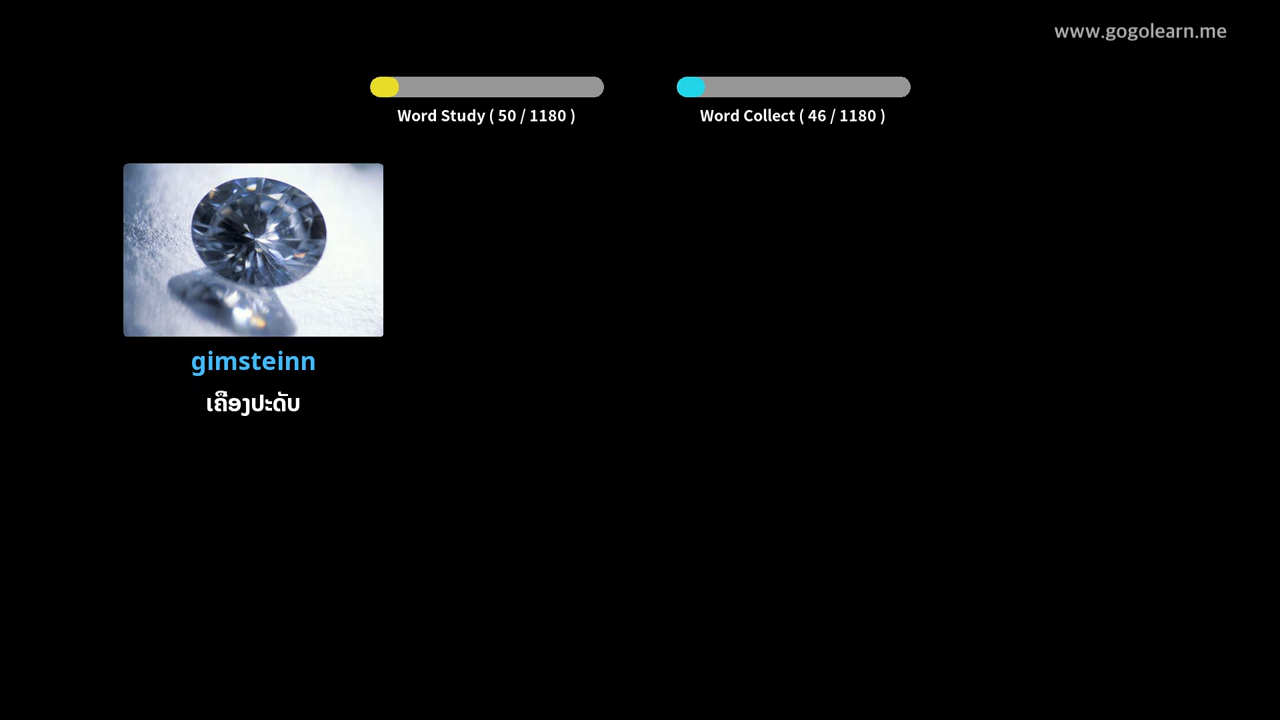 www.gogolearn.me
Word Study ( 50 / 1180 )
Word Collect ( 46 / 1180 )
gimsteinn
ເຄືອງປະດັບ